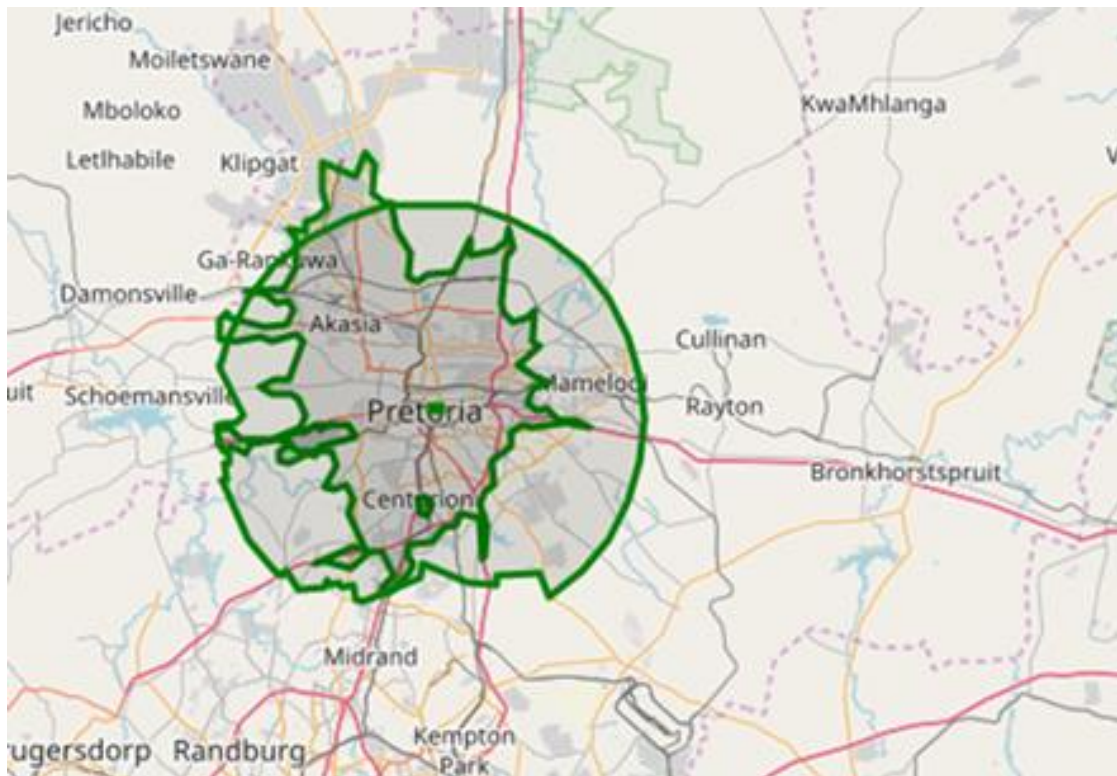 Jericho
Moiletswane
Mboloko
KwaMhlanga
Letlhabile
Klipgat
Ga-Rankuwa
Damonsville
Akasia
Cullinan
Schoemansville
Mamelodi
Rayton
Pretoria
Bronkhorstspruit
Centurion
Midrand
Kempton
Park
Randburg